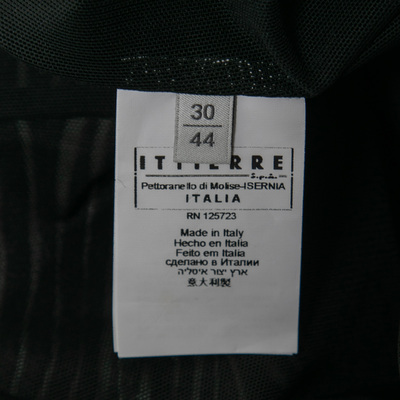 30
44
ITTIERRE
s.p.a.
Pettoranello di Molise-ISERNIA
ITALIA
RN 125723
Made in Italy
Hecho en Italia
Feito em Italia
сделано в Италии
ארץ יצור איטליה
意大利製